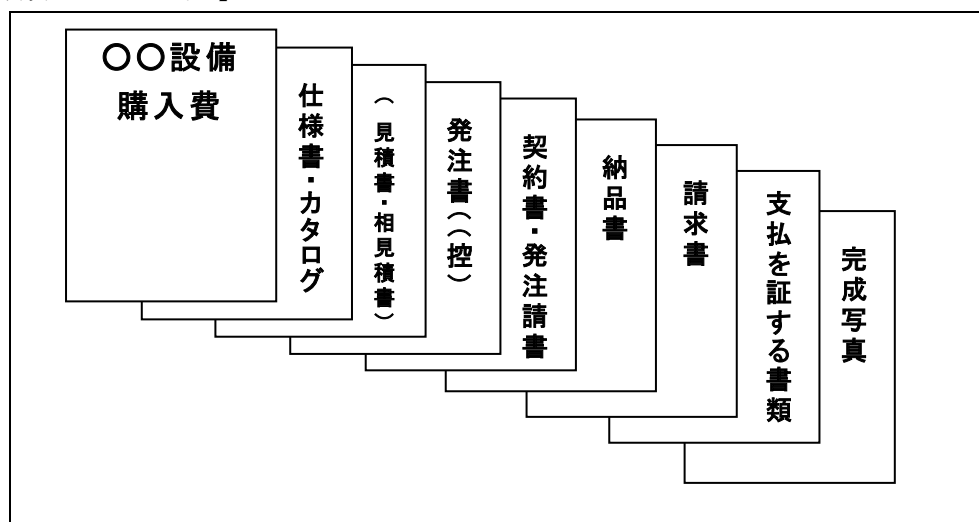 〇〇設備
購入費
仕様書・カタログ
（見積書・相見積書）
発注書（（控）
契約書・発注請書
納品書
請求書
支払を証する書類
完成写真